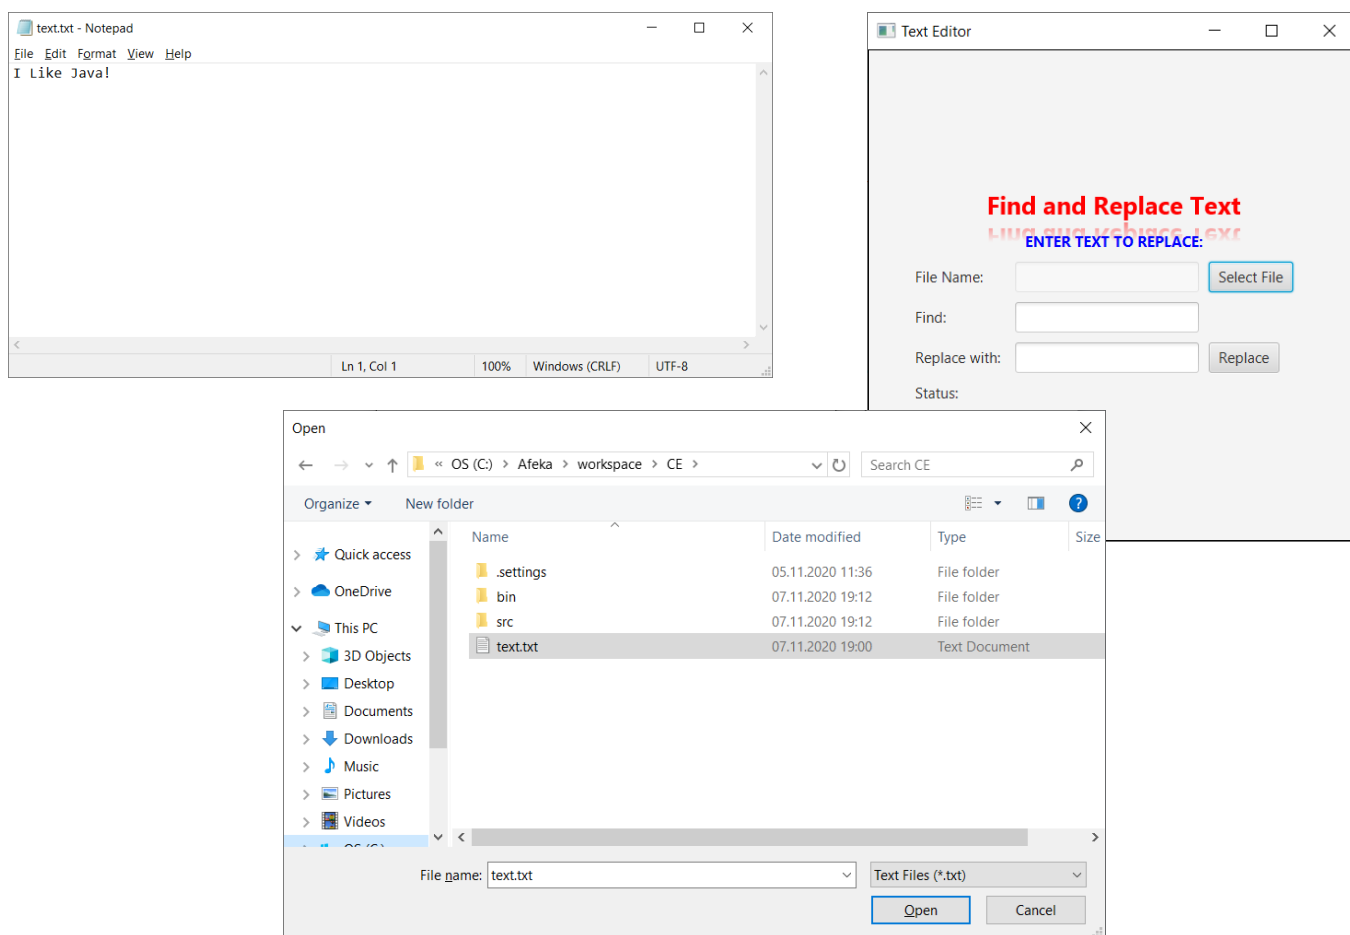 text.txt - Notepad
File Edit Format View Help
I Like Java!
Ln 1, Col 1 100% Windows (CRLF) UTF-8
Text Editor
Find and Replace Text
ENTER TEXT TO REPLACE:
File Name: Select File
Find:
Replace with: Replace
Status:
Open
« OS (C:) > Afeka > workspace > CE > Search CE
Organize New folder
Name Date modified Type Size
.settings 05.11.2020 11:36 File folder
bin 07.11.2020 19:12 File folder
src 07.11.2020 19:12 File folder
text.txt 07.11.2020 19:00 Text Document
Quick access
OneDrive
This PC
3D Objects
Desktop
Documents
Downloads
Music
Pictures
Videos
OS (C:)
File name: text.txt Text Files (*.txt)
Open Cancel